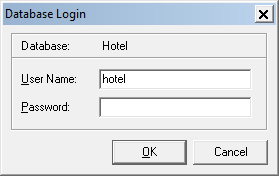 Database Login
Database: Hotel
User Name: hotel
Password:
OK Cancel